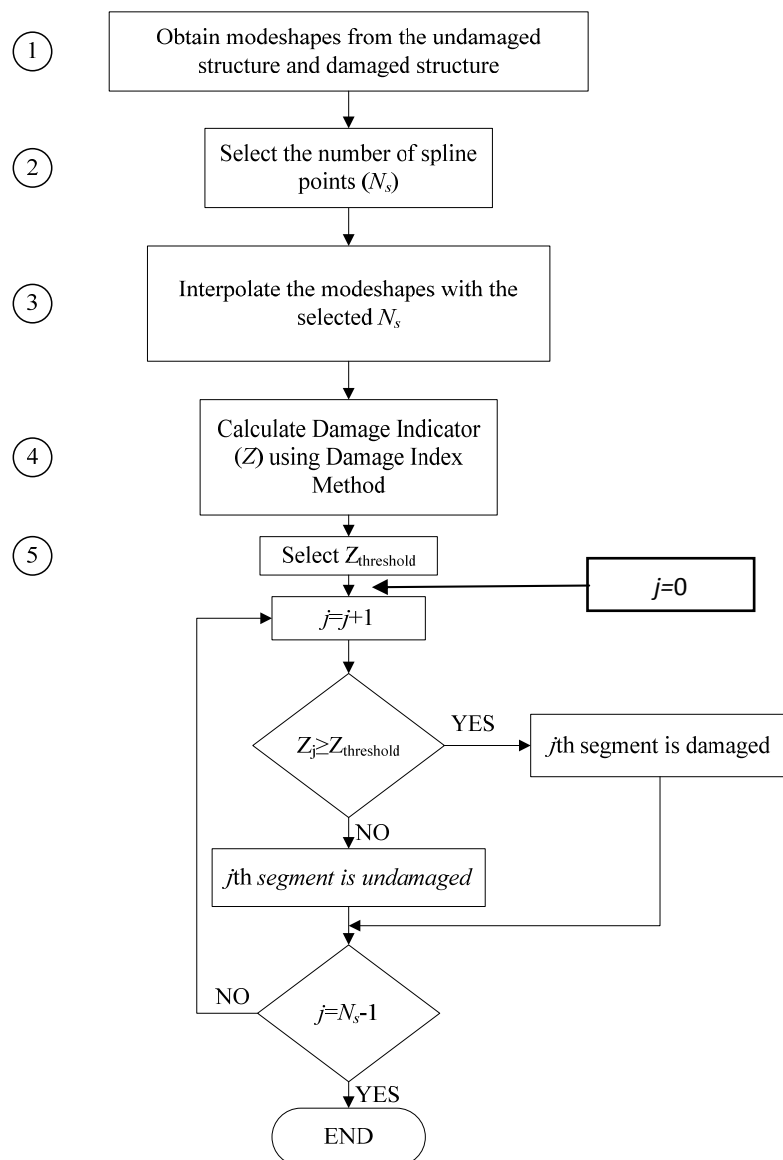 1
Obtain modeshapes from the undamaged
structure and damaged structure
2
Select the number of spline
points (Nₛ)
3
Interpolate the modeshapes with the
selected Nₛ
4
Calculate Damage Indicator
(Z) using Damage Index
Method
5
Select Zthreshold
j=0
j=j+1
Zj≥Zthreshold
YES
jth segment is damaged
NO
jth segment is undamaged
NO
j=Nₛ-1
YES
END